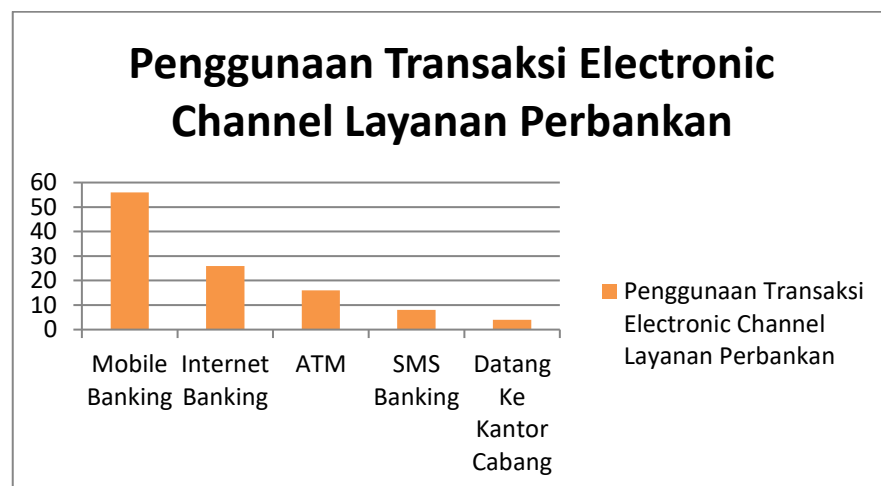 Penggunaan Transaksi Electronic
Channel Layanan Perbankan
60
50
40
30
20
10
0
Mobile
Banking
Internet
Banking
ATM
SMS
Banking
Datang
Ke
Kantor
Cabang
Penggunaan Transaksi
Electronic Channel
Layanan Perbankan